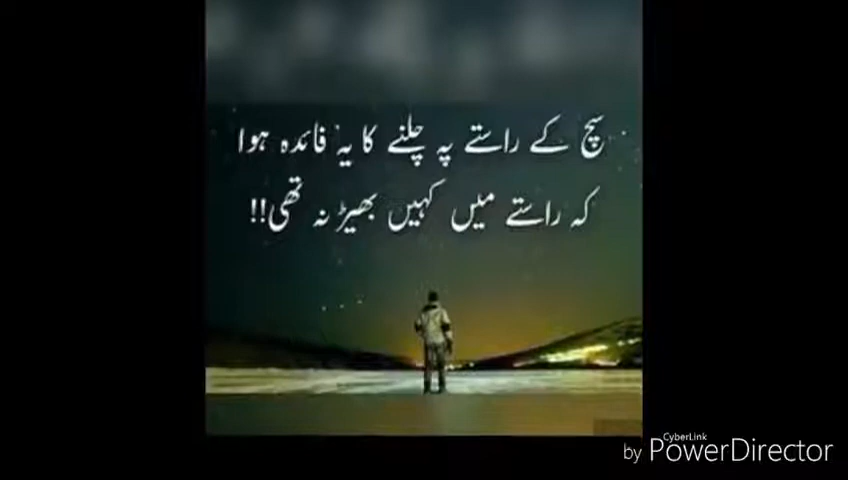 سچ کے راستے پہ چلنے کا یہ فائدہ ہوا
کہ راستے میں کہیں بھیڑ نہ تھی!!
CyberLink
by PowerDirector